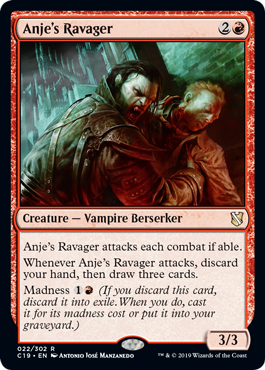 Anje's Ravager 2
Creature — Vampire Berserker
Anje's Ravager attacks each combat if able.
Whenever Anje's Ravager attacks, discard
your hand, then draw three cards.
Madness 1 (If you discard this card,
discard it into exile. When you do, cast
it for its madness cost or put it into your
graveyard.)
3/3
022/302 R
C19 • EN Antonio José Manzanedo ™ & © 2019 Wizards of the Coast